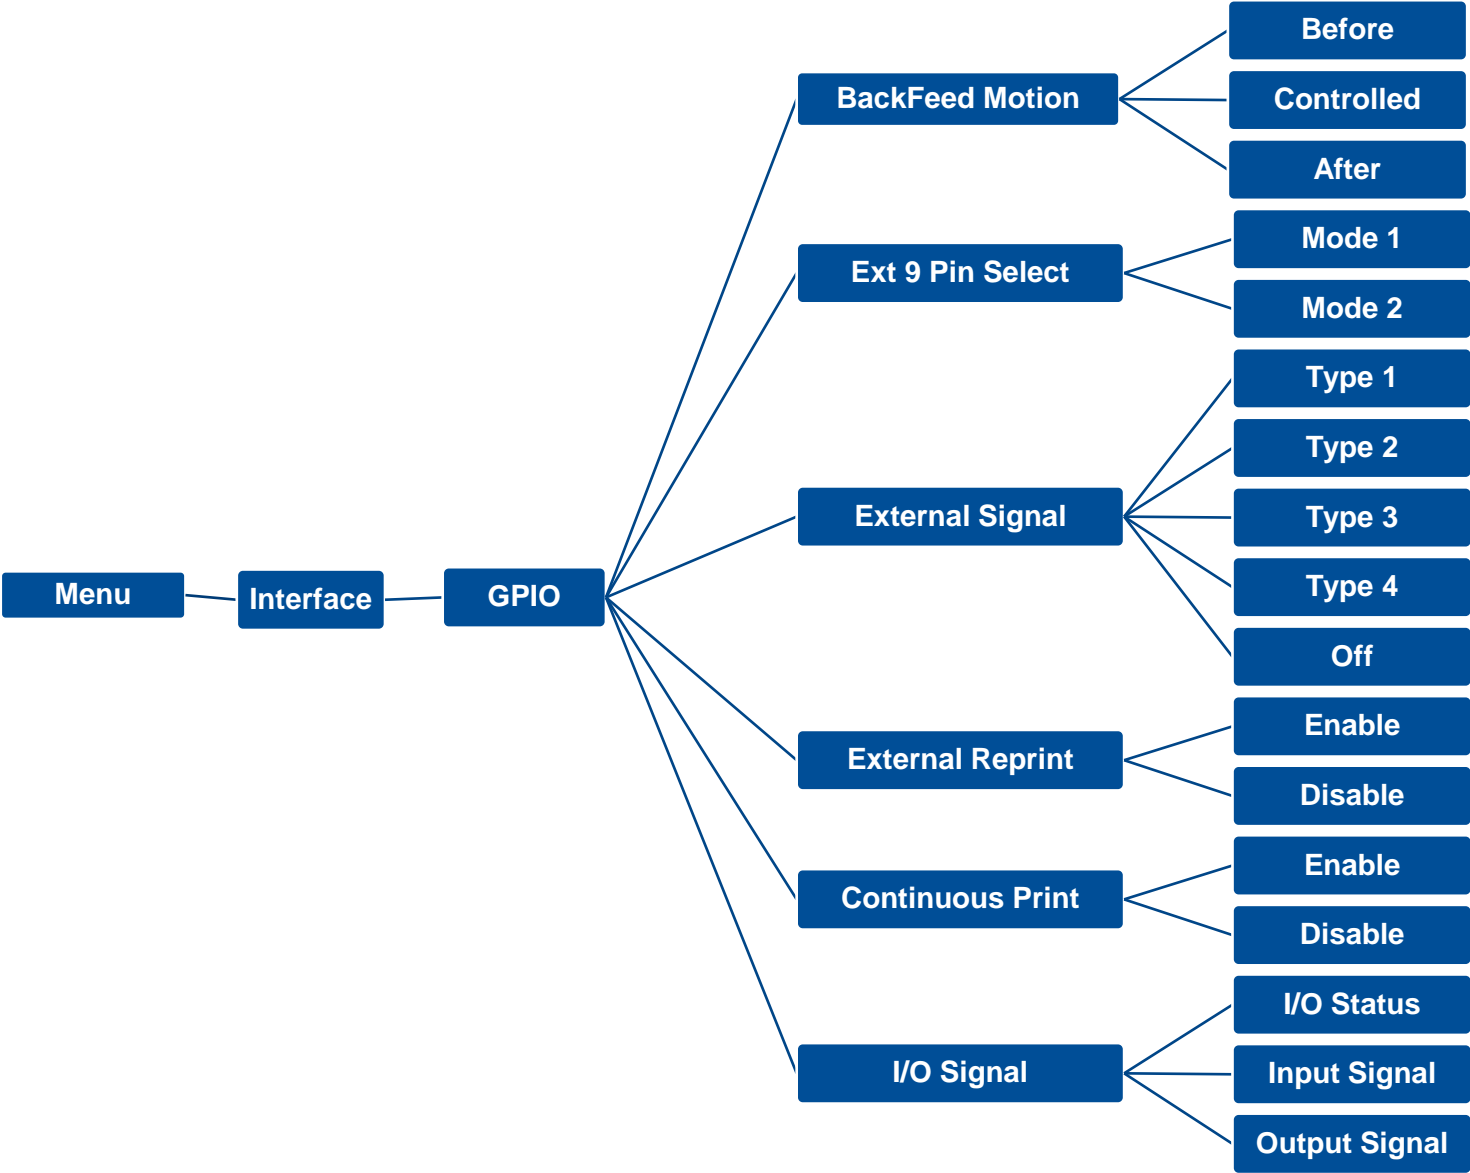 Menu
Interface
GPIO
BackFeed Motion
Before
Controlled
After
Ext 9 Pin Select
Mode 1
Mode 2
External Signal
Type 1
Type 2
Type 3
Type 4
Off
External Reprint
Enable
Disable
Continuous Print
Enable
Disable
I/O Signal
I/O Status
Input Signal
Output Signal